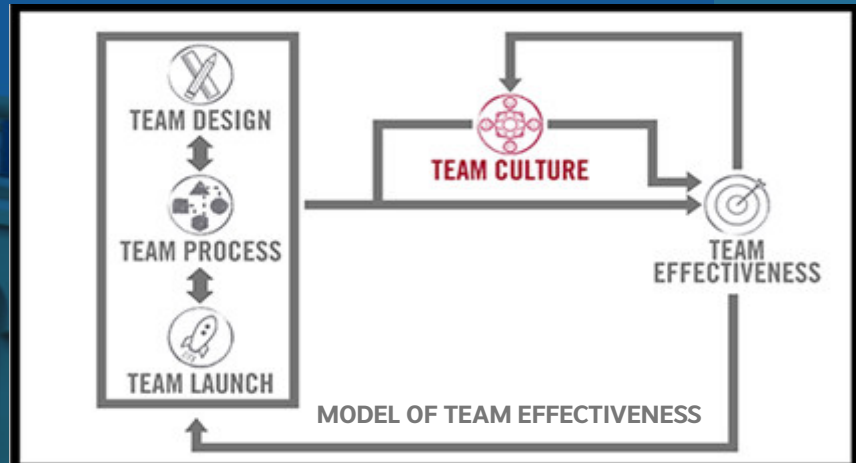 TEAM DESIGN
TEAM PROCESS
TEAM LAUNCH
TEAM CULTURE
TEAM
EFFECTIVENESS
MODEL OF TEAM EFFECTIVENESS